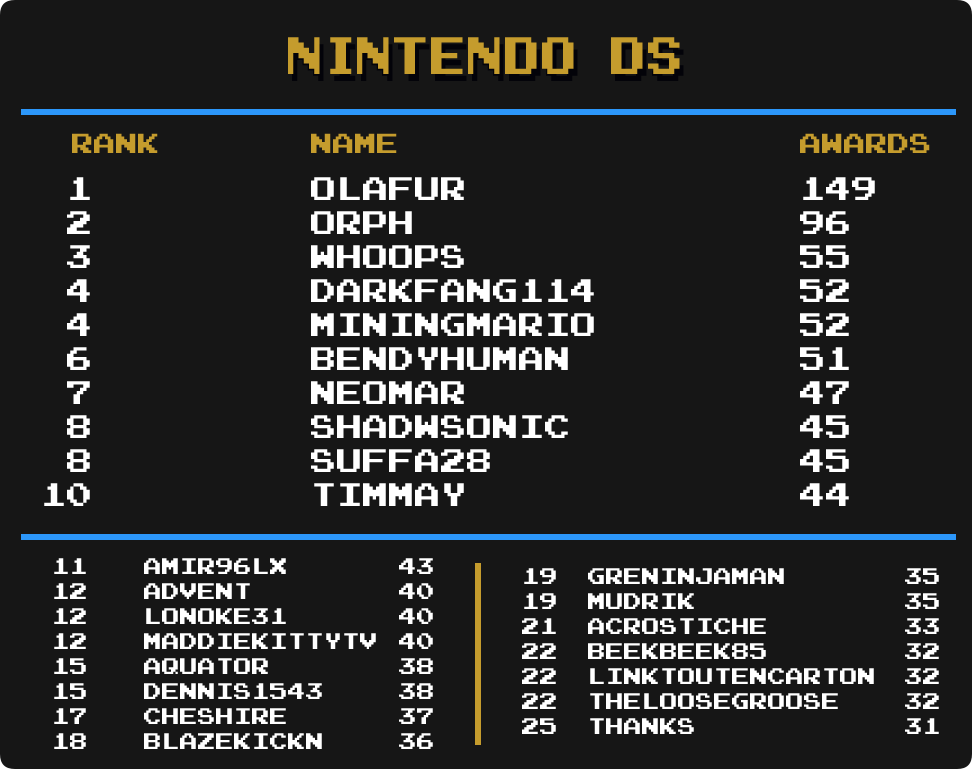 NINTENDO DS
RANK NAME AWARDS
1 OLAFUR 149
2 ORPH 96
3 WHOOPS 55
4 DARKFANG114 52
4 MININGMARIO 52
6 BENDYHUMAN 51
7 NEOMAR 47
8 SHADWSONIC 45
8 SUFFA28 45
10 TIMMAY 44
11 AMIR96LX 43
12 ADVENT 40
12 LONOKE31 40
12 MADDIEKITTYTV 40
15 AQUATOR 38
15 DENNIS1543 38
17 CHESHIRE 37
18 BLAZEKICKN 36
19 GRENINJAMAN 35
19 MUDRIK 35
21 ACROSTICHE 33
22 BEEKBEEK85 32
22 LINKTOUTENCARTON 32
22 THELOOSEGROOSE 32
25 THANKS 31